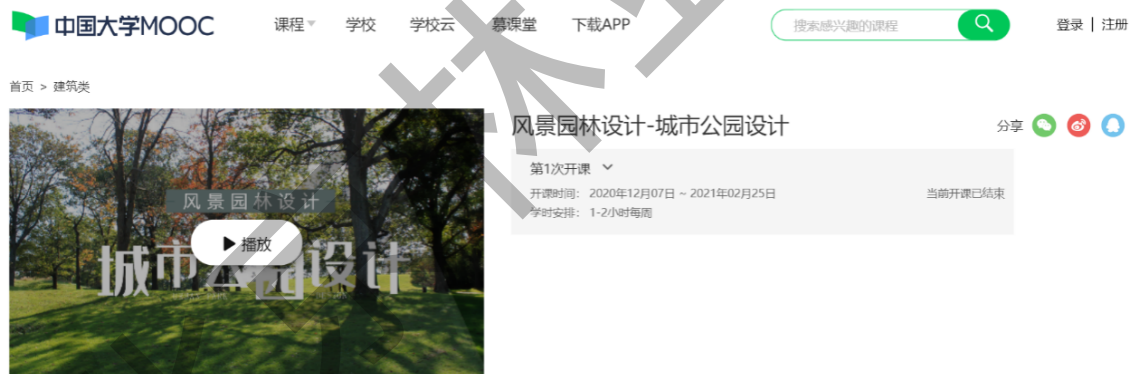 中国大学MOOC 课程 学校 学校云 慕课堂 下载APP 搜索感兴趣的课程 登录 | 注册
首页 > 建筑类
风景园林设计-城市公园设计 分享
第1次开课
开课时间: 2020年12月07日 ~ 2021年02月25日 当前开课已结束
学时安排: 1-2小时每周
风景园林设计
播放
城市公园设计
林